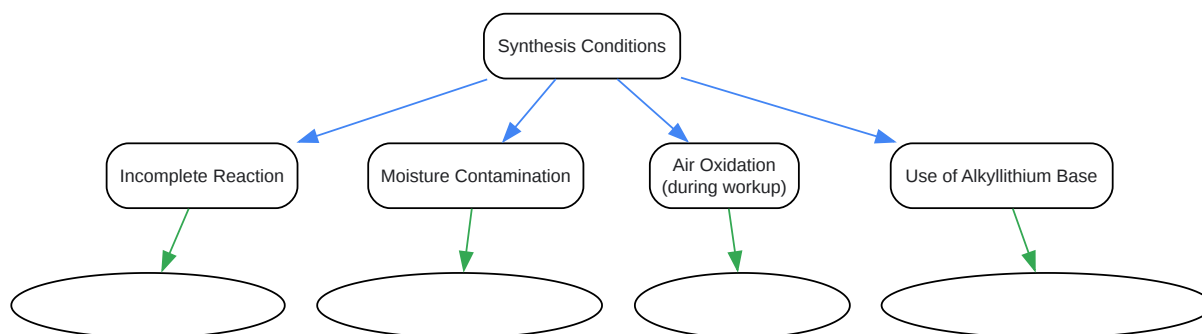 Synthesis Conditions
Incomplete Reaction
Moisture Contamination
Air Oxidation
(during workup)
Use of Alkyllithium Base